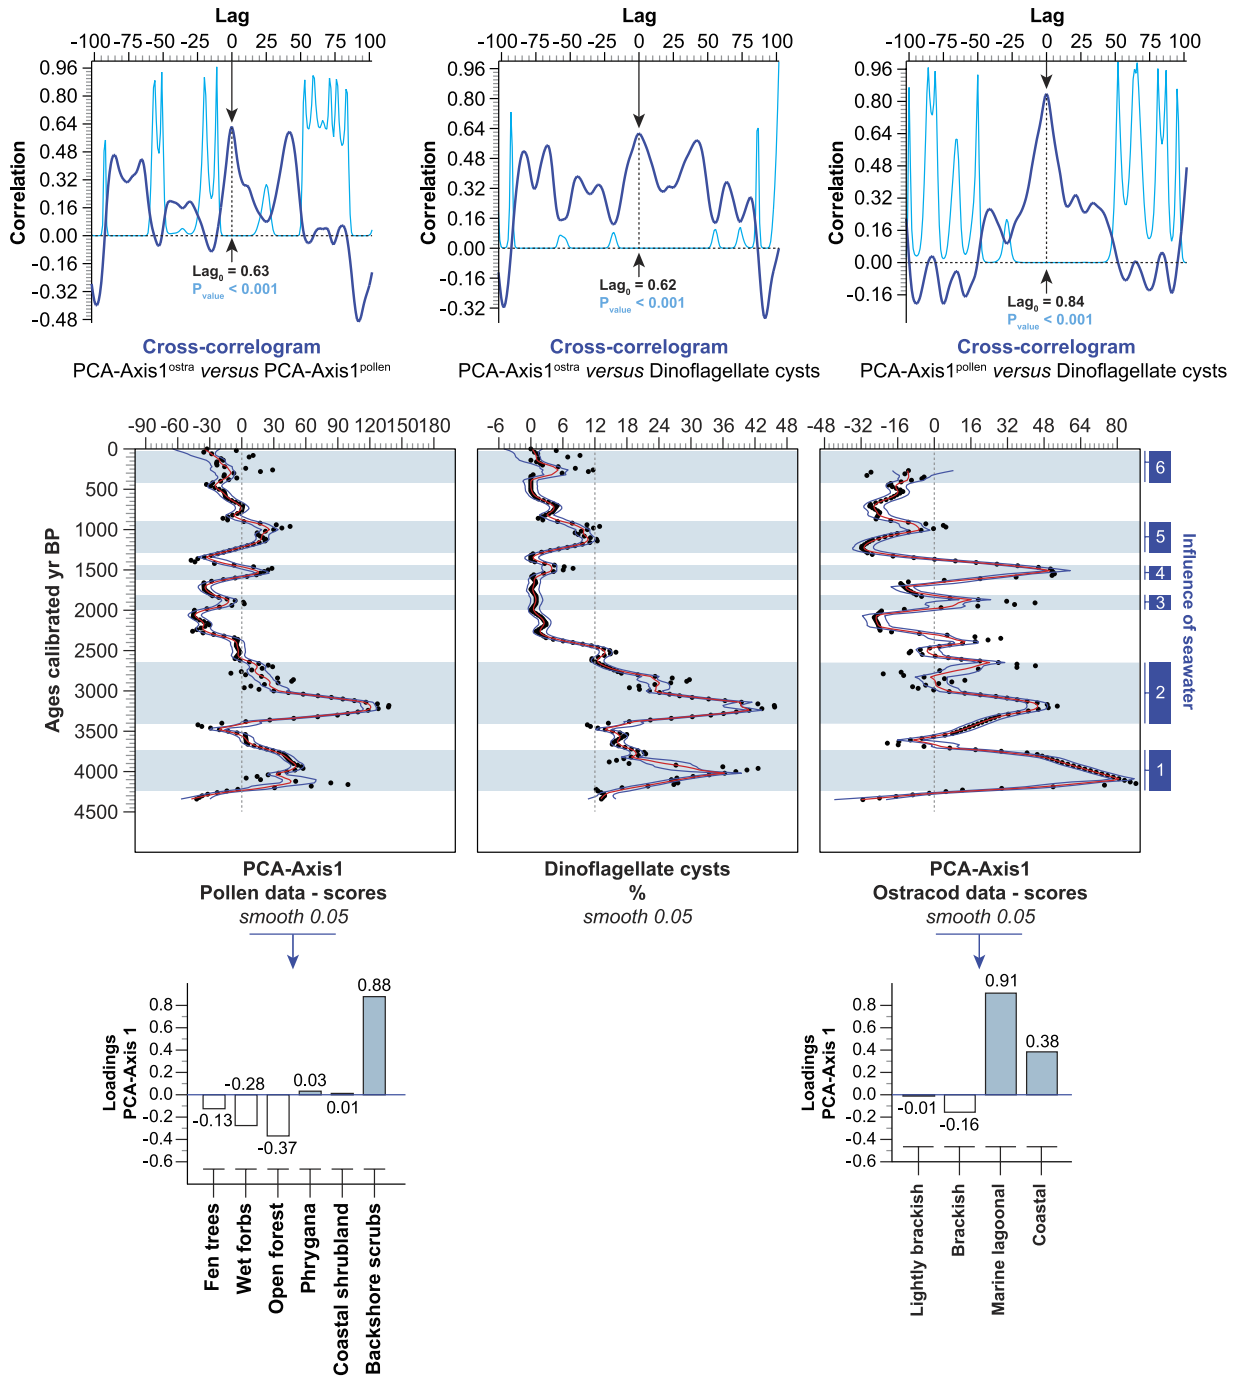 Lag
-100 -75 -50 -25 0 25 50 75 100
Correlation
0.96
0.80
0.64
0.48
0.32
0.16
0.00
-0.16
-0.32
-0.48
Lag0 = 0.63
Pvalue < 0.001
Cross-correlogram
PCA-Axis1ostra versus PCA-Axis1pollen
Lag
-100 -75 -50 -25 0 25 50 75 100
Correlation
0.96
0.80
0.64
0.48
0.32
0.16
0.00
-0.16
-0.32
Lag0 = 0.62
Pvalue < 0.001
Cross-correlogram
PCA-Axis1ostra versus Dinoflagellate cysts
Lag
-100 -75 -50 -25 0 25 50 75 100
Correlation
0.96
0.80
0.64
0.48
0.32
0.16
0.00
-0.16
Lag0 = 0.84
Pvalue < 0.001
Cross-correlogram
PCA-Axis1pollen versus Dinoflagellate cysts
-90 -60 -30 0 30 60 90 120 150 180
0 6 12 18 24 30 36 42 48
-48 -32 -16 0 16 32 48 64 80
Ages calibrated yr BP
0
500
1000
1500
2000
2500
3000
3500
4000
4500
6
5
4
3
2
1
Influence of seawater
PCA-Axis1
Pollen data - scores
smooth 0.05
Dinoflagellate cysts
%
smooth 0.05
PCA-Axis1
Ostracod data - scores
smooth 0.05
Loadings
PCA-Axis 1
0.8
0.6
0.4
0.2
0.0
-0.2
-0.4
-0.6
-0.13
-0.28
-0.37
0.03
0.01
0.88
Fen trees
Wet forbs
Open forest
Phrygana
Coastal shrubland
Backshore scrubs
Loadings
PCA-Axis 1
0.8
0.6
0.4
0.2
0.0
-0.2
-0.4
-0.6
-0.01
-0.16
0.91
0.38
Lightly brackish
Brackish
Marine lagoonal
Coastal